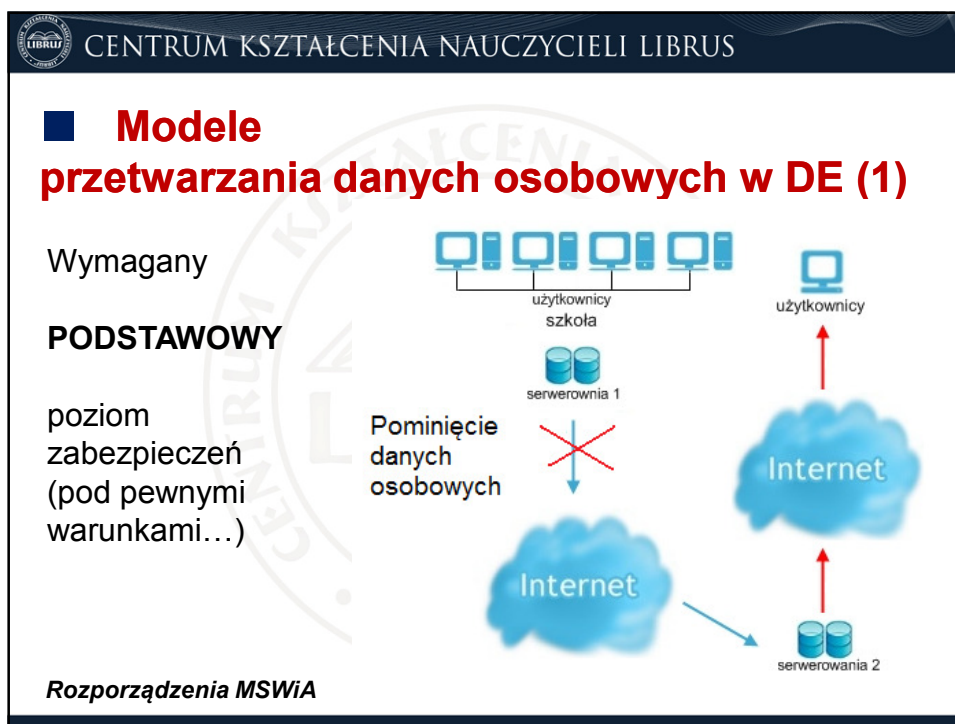 LIBRUS
CENTRUM KSZTAŁCENIA NAUCZYCIELI LIBRUS
Modele
przetwarzania danych osobowych w DE (1)
Wymagany
PODSTAWOWY
poziom
zabezpieczeń
(pod pewnymi
warunkami…)
użytkownicy
szkoła
serwerownia 1
Pominięcie
danych
osobowych
Internet
użytkownicy
Internet
serwerowania 2
Rozporządzenia MSWiA